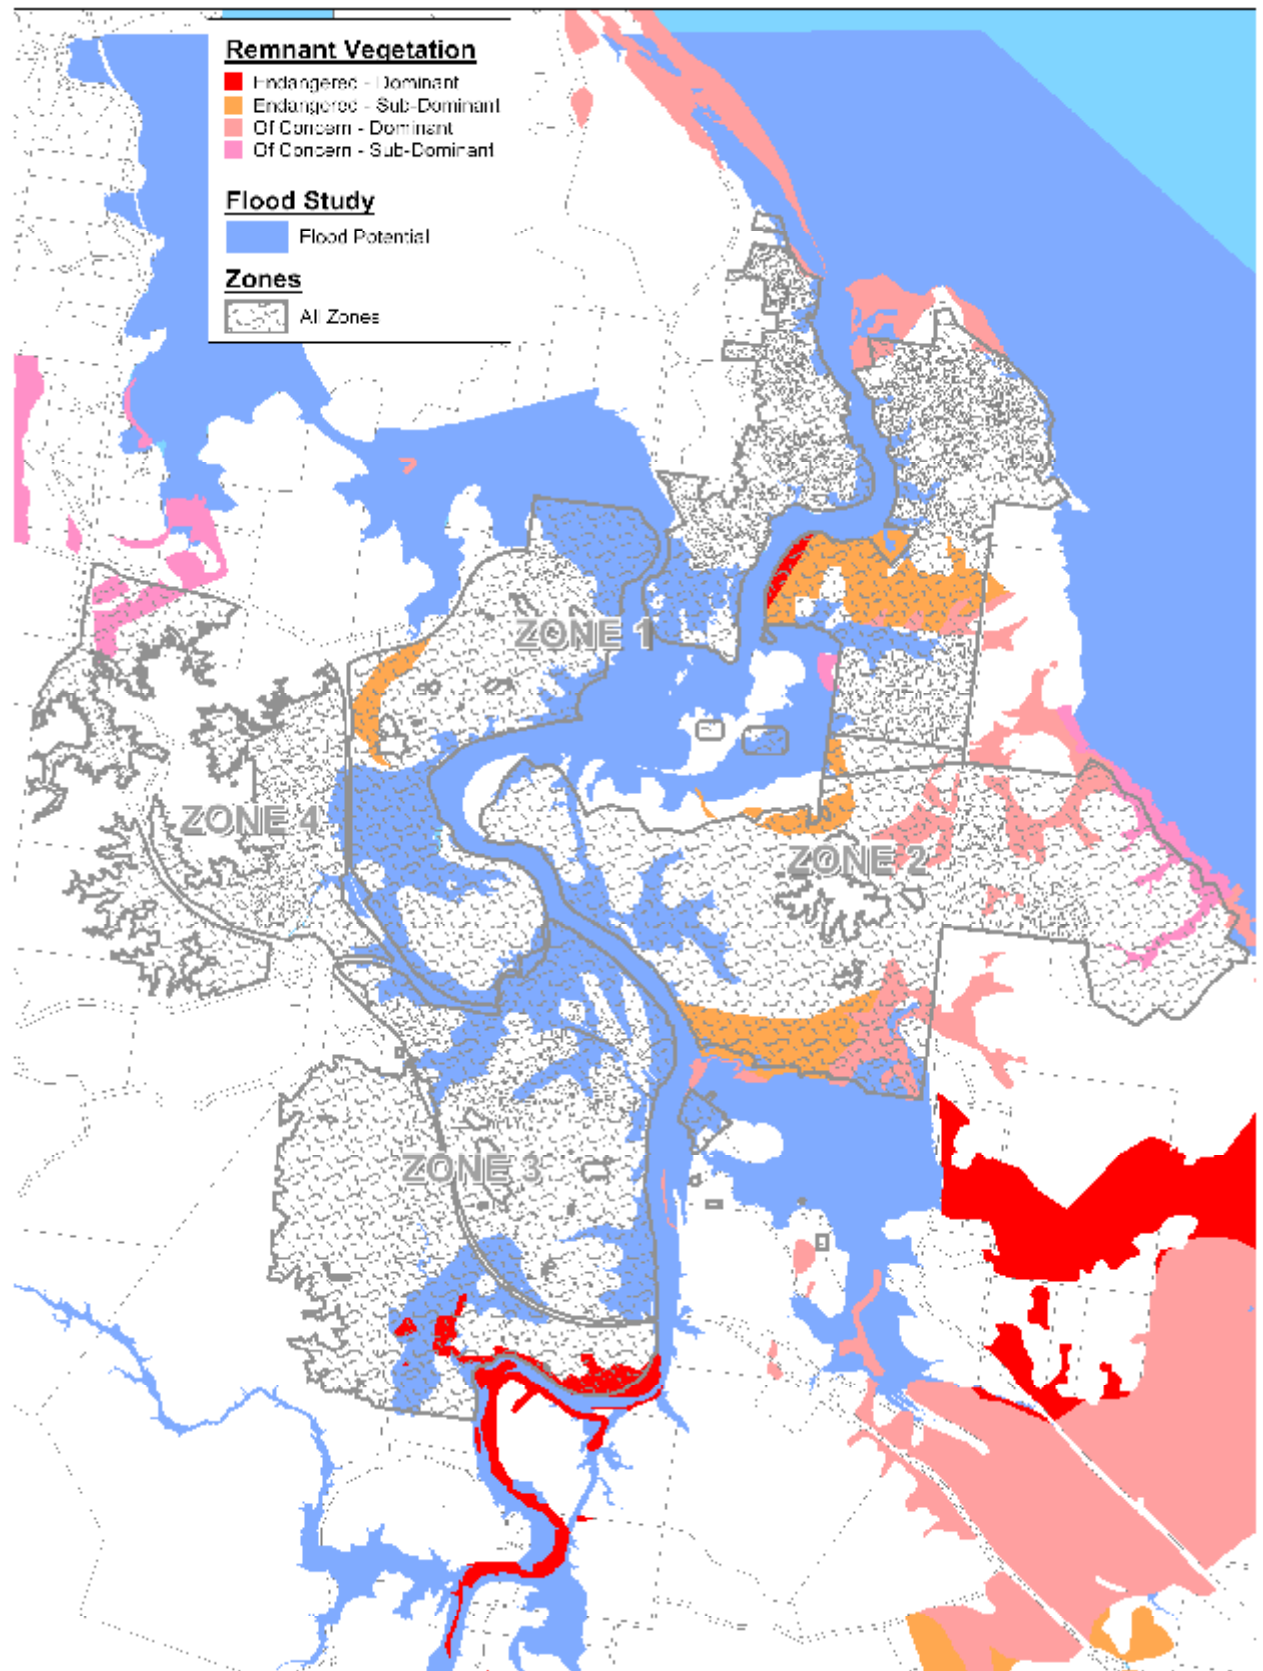 Remnant Vegetation
Endangered - Dominant
Endangered - Sub-Dominant
Of Concern - Dominant
Of Concern - Sub-Dominant
Flood Study
Flood Potential
Zones
All Zones
ZONE 1
ZONE 4
ZONE 2
ZONE 3